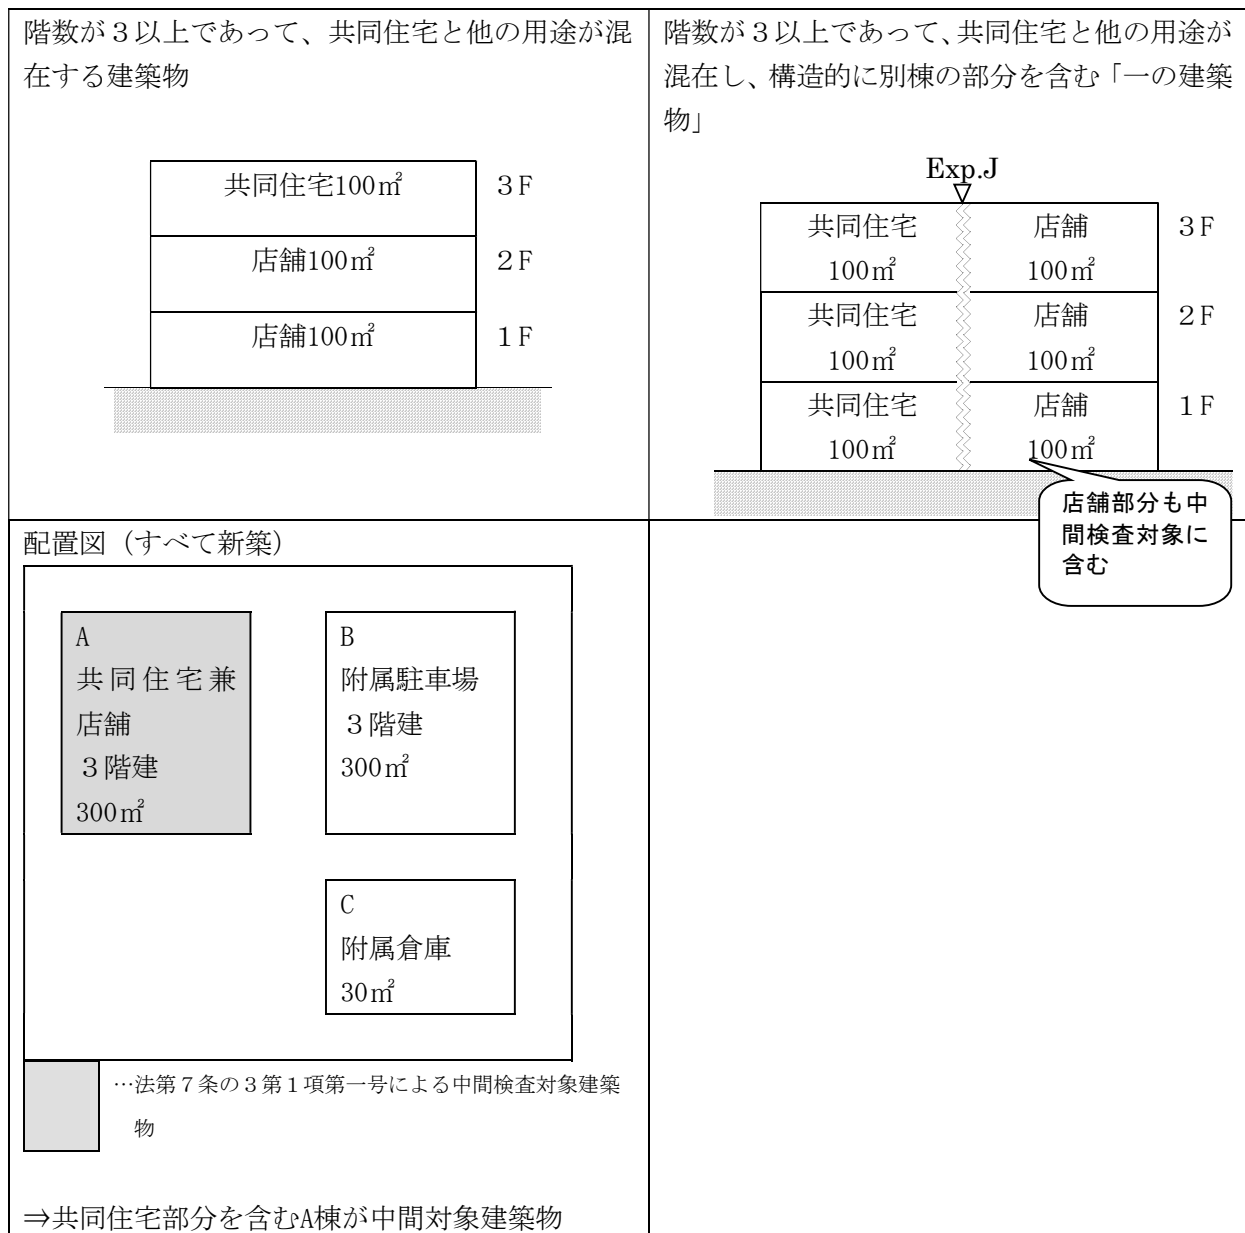 階数が３以上であって、共同住宅と他の用途が混
在する建築物
共同住宅100㎡
３F
店舗100㎡
２F
店舗100㎡
１F
階数が３以上であって、共同住宅と他の用途が
混在し、構造的に別棟の部分を含む「一の建築
物」
Exp.J
共同住宅
100㎡
店舗
100㎡
３F
共同住宅
100㎡
店舗
100㎡
２F
共同住宅
100㎡
店舗
100㎡
１F
店舗部分も中
間検査対象に
含む
配置図（すべて新築）
A
共同住宅兼
店舗
３階建
300㎡
B
附属駐車場
３階建
300㎡
C
附属倉庫
30㎡
…法第７条の３第１項第一号による中間検査対象建築
物
⇒共同住宅部分を含むA棟が中間対象建築物